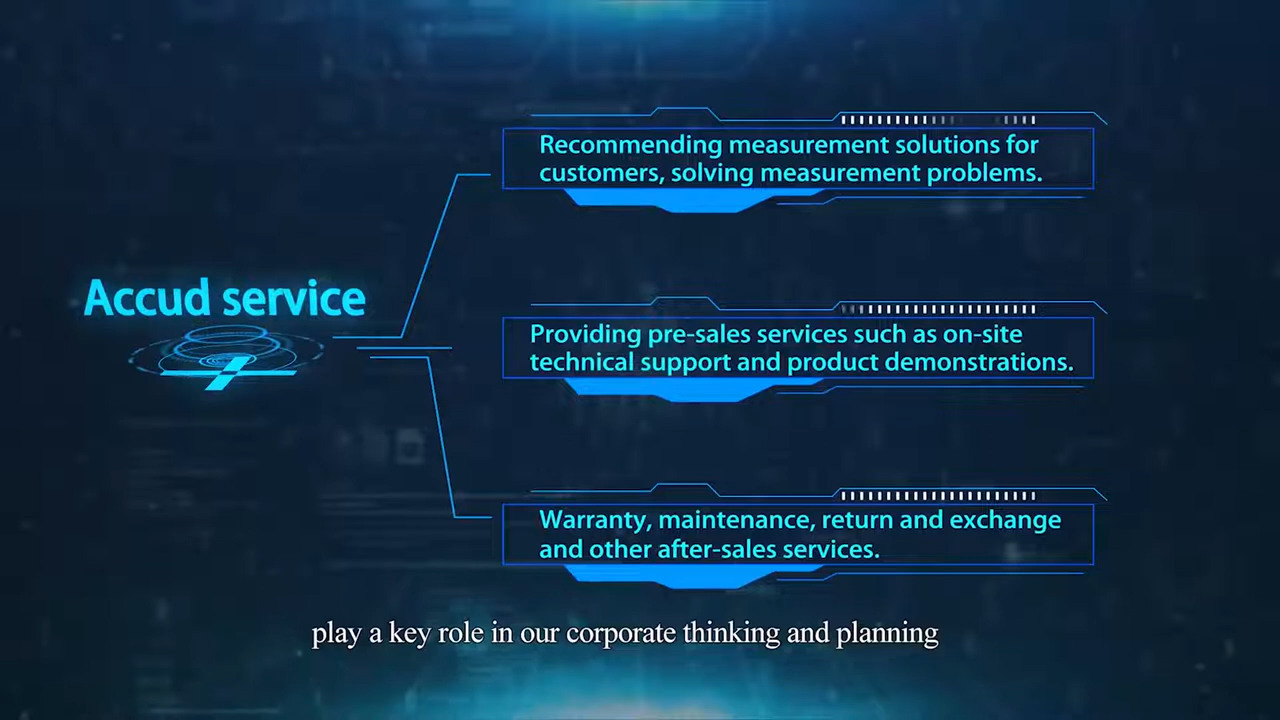 Accud service
Recommending measurement solutions for
customers, solving measurement problems.
Providing pre-sales services such as on-site
technical support and product demonstrations.
Warranty, maintenance, return and exchange
and other after-sales services.
play a key role in our corporate thinking and planning